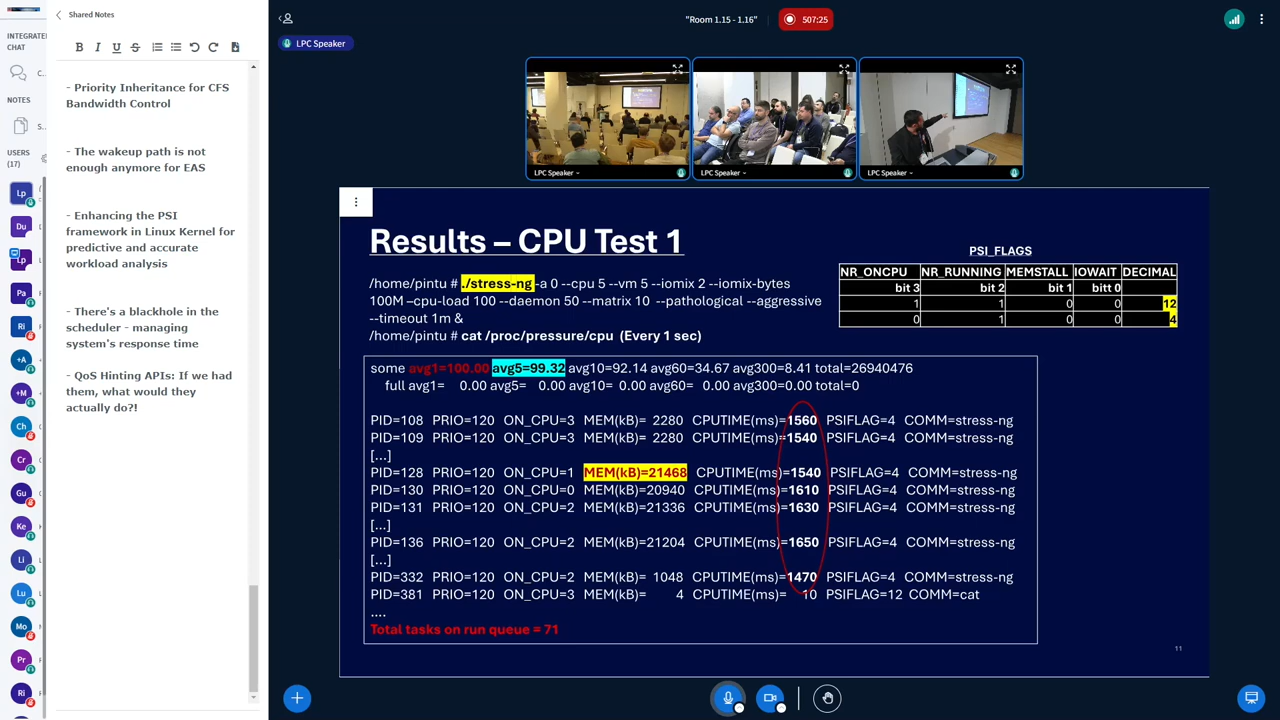 Shared Notes
"Room 1.15 - 1.16"
507:25
INTEGRATE
CHAT
C..
NOTES
S..
USERS
(17)
B I U S
LPC Speaker
- Priority Inheritance for CFS
Bandwidth Control
- The wakeup path is not
enough anymore for EAS
- Enhancing the PSI
framework in Linux Kernel for
predictive and accurate
workload analysis
- There's a blackhole in the
scheduler - managing
system's response time
- QoS Hinting APIs: If we had
them, what would they
actually do?!
Lp
Du
Lp
Pa
Ri
+A
+M
Ch
Cr
Gu
Ke
Li
Lu
Mo
Pr
Ri
LPC Speaker
LPC Speaker
LPC Speaker
Results – CPU Test 1
/home/pintu # ./stress-ng -a 0 --cpu 5 --vm 5 --iomix 2 --iomix-bytes
100M –cpu-load 100 --daemon 50 --matrix 10 --pathological --aggressive
--timeout 1m &
/home/pintu # cat /proc/pressure/cpu (Every 1 sec)
PSI_FLAGS
NR_ONCPU NR_RUNNING MEMSTALL IOWAIT DECIMAL
bit 3 bit 2 bit 1 bitt 0
1 1 0 0 12
0 1 0 0 4
some avg1=100.00 avg5=99.32 avg10=92.14 avg60=34.67 avg300=8.41 total=26940476
full avg1= 0.00 avg5= 0.00 avg10= 0.00 avg60= 0.00 avg300=0.00 total=0
PID=108 PRIO=120 ON_CPU=3 MEM(kB)= 2280 CPUTIME(ms)=1560 PSIFLAG=4 COMM=stress-ng
PID=109 PRIO=120 ON_CPU=3 MEM(kB)= 2280 CPUTIME(ms)=1540 PSIFLAG=4 COMM=stress-ng
[...]
PID=128 PRIO=120 ON_CPU=1 MEM(kB)=21468 CPUTIME(ms)=1540 PSIFLAG=4 COMM=stress-ng
PID=130 PRIO=120 ON_CPU=0 MEM(kB)=20940 CPUTIME(ms)=1610 PSIFLAG=4 COMM=stress-ng
PID=131 PRIO=120 ON_CPU=2 MEM(kB)=21336 CPUTIME(ms)=1630 PSIFLAG=4 COMM=stress-ng
[...]
PID=136 PRIO=120 ON_CPU=2 MEM(kB)=21204 CPUTIME(ms)=1650 PSIFLAG=4 COMM=stress-ng
[...]
PID=332 PRIO=120 ON_CPU=2 MEM(kB)= 1048 CPUTIME(ms)=1470 PSIFLAG=4 COMM=stress-ng
PID=381 PRIO=120 ON_CPU=3 MEM(kB)= 4 CPUTIME(ms)= 10 PSIFLAG=12 COMM=cat
....
Total tasks on run queue = 71
11